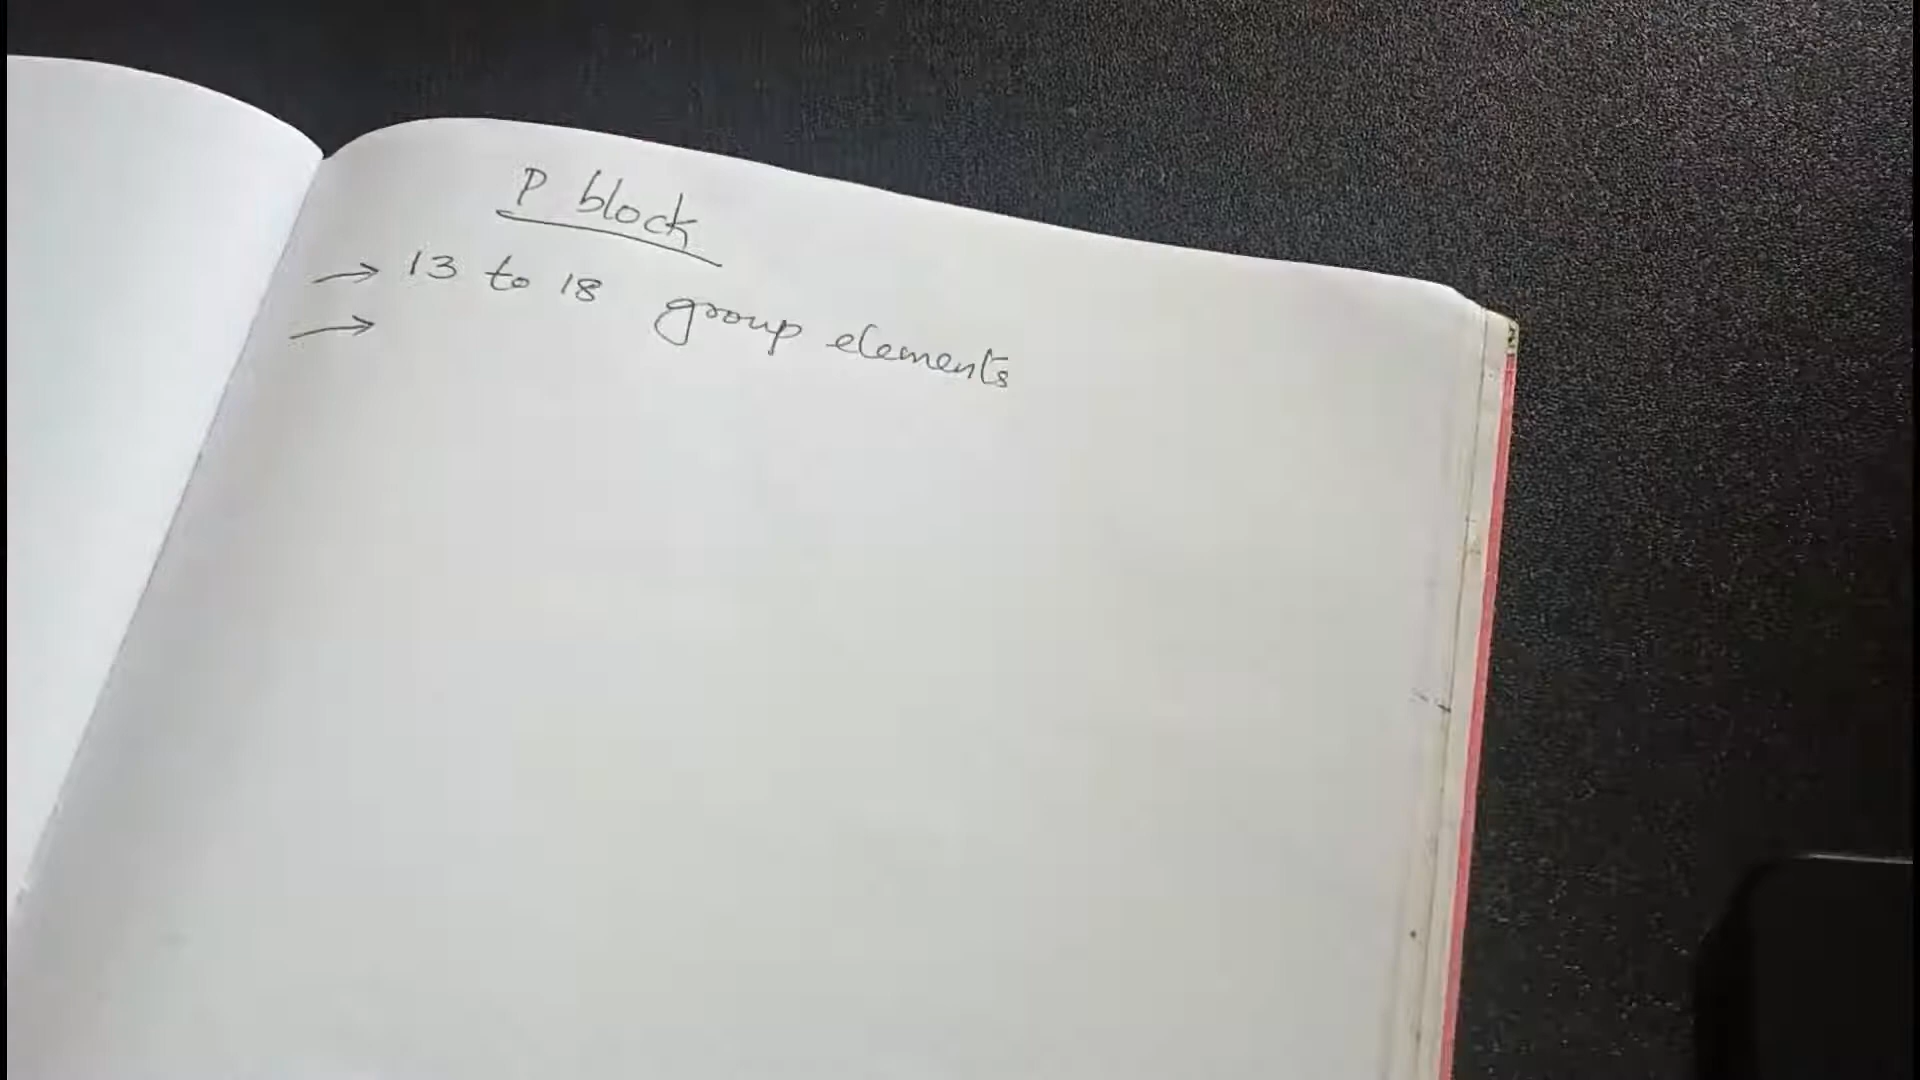 P block
→ 13 to 18 group elements
→